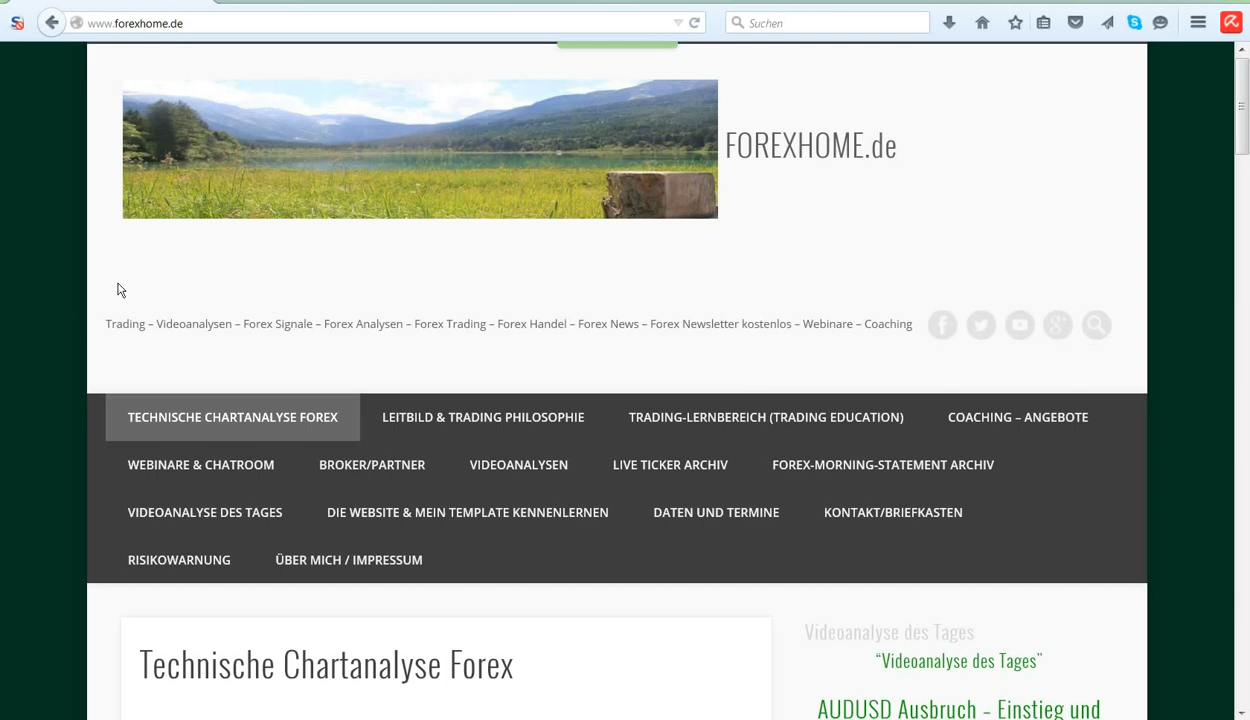 www.forexhome.de
Suchen
FOREXHOME.de
Trading – Videoanalysen – Forex Signale – Forex Analysen – Forex Trading – Forex Handel – Forex News – Forex Newsletter kostenlos – Webinare – Coaching
TECHNISCHE CHARTANALYSE FOREX LEITBILD & TRADING PHILOSOPHIE TRADING-LERNBEREICH (TRADING EDUCATION) COACHING – ANGEBOTE
WEBINARE & CHATROOM BROKER/PARTNER VIDEOANALYSEN LIVE TICKER ARCHIV FOREX-MORNING-STATEMENT ARCHIV
VIDEOANALYSE DES TAGES DIE WEBSITE & MEIN TEMPLATE KENNENLERNEN DATEN UND TERMINE KONTAKT/BRIEFKASTEN
RISIKOWARNUNG ÜBER MICH / IMPRESSUM
Technische Chartanalyse Forex
Videoanalyse des Tages
“Videoanalyse des Tages”
AUDUSD Ausbruch – Einstieg und